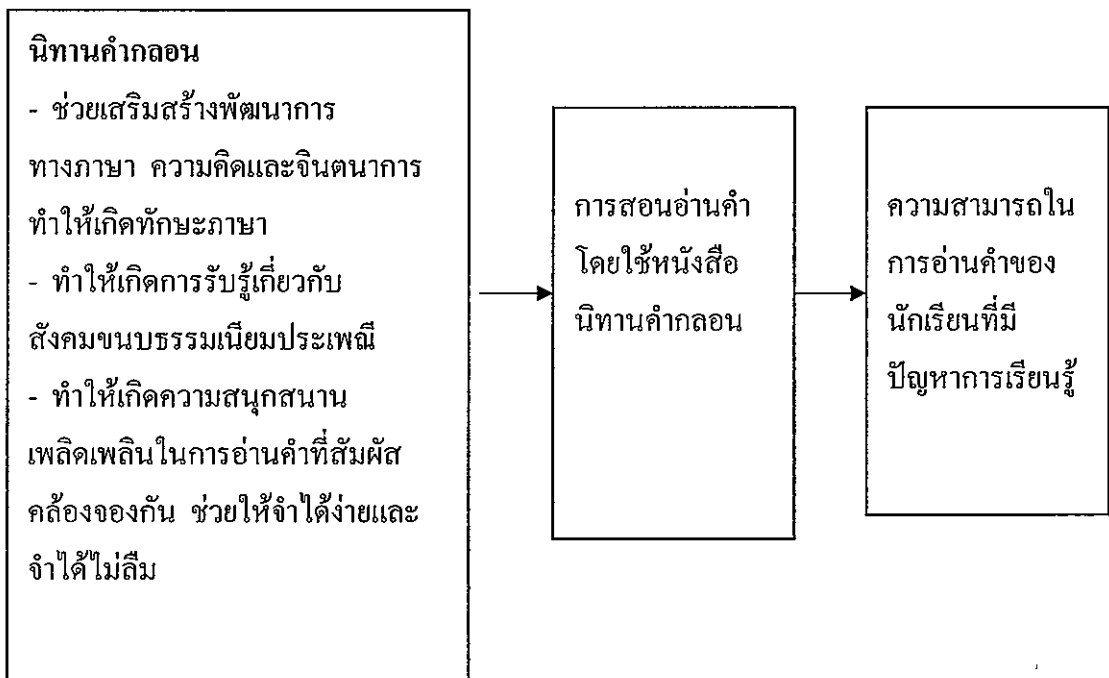 นิทานคำกลอน
- ช่วยเสริมสร้างพัฒนาการ
ทางภาษา ความคิดและจินตนาการ
ทำให้เกิดทักษะภาษา
- ทำให้เกิดการรับรู้เกี่ยวกับ
สังคมขนบธรรมเนียมประเพณี
- ทำให้เกิดความสนุกสนาน
เพลิดเพลินในการอ่านคำที่สัมผัส
คล้องจองกัน ช่วยให้จำได้ง่ายและ
จำได้ไม่ลืม
การสอนอ่านคำ
โดยใช้หนังสือ
นิทานคำกลอน
ความสามารถใน
การอ่านคำของ
นักเรียนที่มี
ปัญหาการเรียนรู้